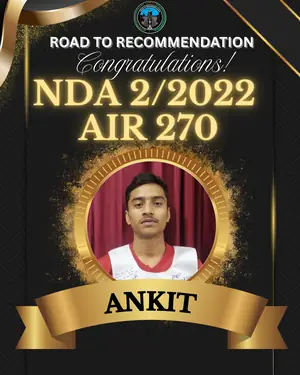 ROAD TO RECOMMENDATION
Congratulations!
NDA 2/2022
AIR 270
ANKIT